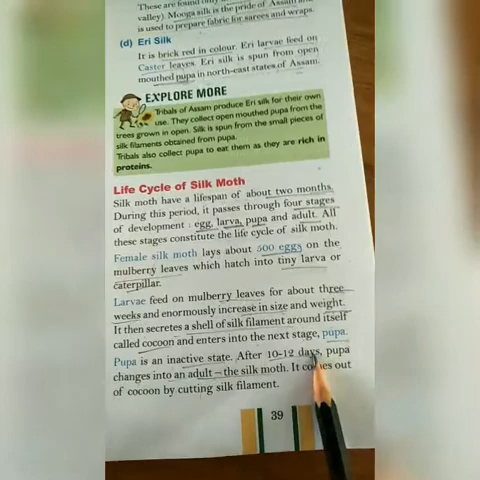 These are found only
valley). Mooga silk is the pride of Assam and
is used to prepare fabric for sarees and wraps.
(d) Eri Silk
It is brick red in colour. Eri larvae feed on
Caster leaves. Eri silk is spun from open
mouthed pupa in north-east states of Assam.
EXPLORE MORE
Tribals of Assam produce Eri silk for their own
use. They collect open mouthed pupa from the
trees grown in open. Silk is spun from the small pieces of
silk filaments obtained from pupa.
Tribals also collect pupa to eat them as they are rich in
proteins.
Life Cycle of Silk Moth
Silk moth have a lifespan of about two months.
During this period, it passes through four stages
of development : egg, larva, pupa and adult. All
these stages constitute the life cycle of silk moth.
Female silk moth lays about 500 eggs on the
mulberry leaves which hatch into tiny larva or
caterpillar.
Larvae feed on mulberry leaves for about three
weeks and enormously increase in size and weight.
It then secretes a shell of silk filament around itself
called cocoon and enters into the next stage, pupa.
Pupa is an inactive state. After 10–12 days, pupa
changes into an adult – the silk moth. It comes out
of cocoon by cutting silk filament.
39